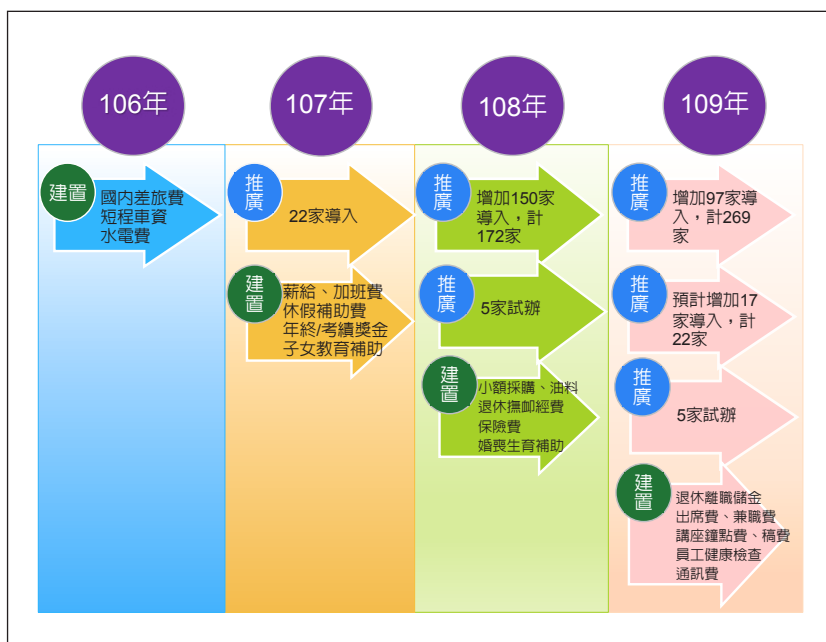 106年
107年
108年
109年
建置
國內差旅費
短程車資
水電費
推廣
22家導入
建置
薪給、加班費
休假補助費
年終/考績獎金
子女教育補助
推廣
增加150家
導入，計
172家
推廣
5家試辦
建置
小額採購、油料
退休撫卹經費
保險費
婚喪生育補助
推廣
增加97家導
入，計269
家
推廣
預計增加17
家導入，計
22家
推廣
5家試辦
建置
退休離職儲金
出席費、兼職費
講座鐘點費、稿費
員工健康檢查
通訊費